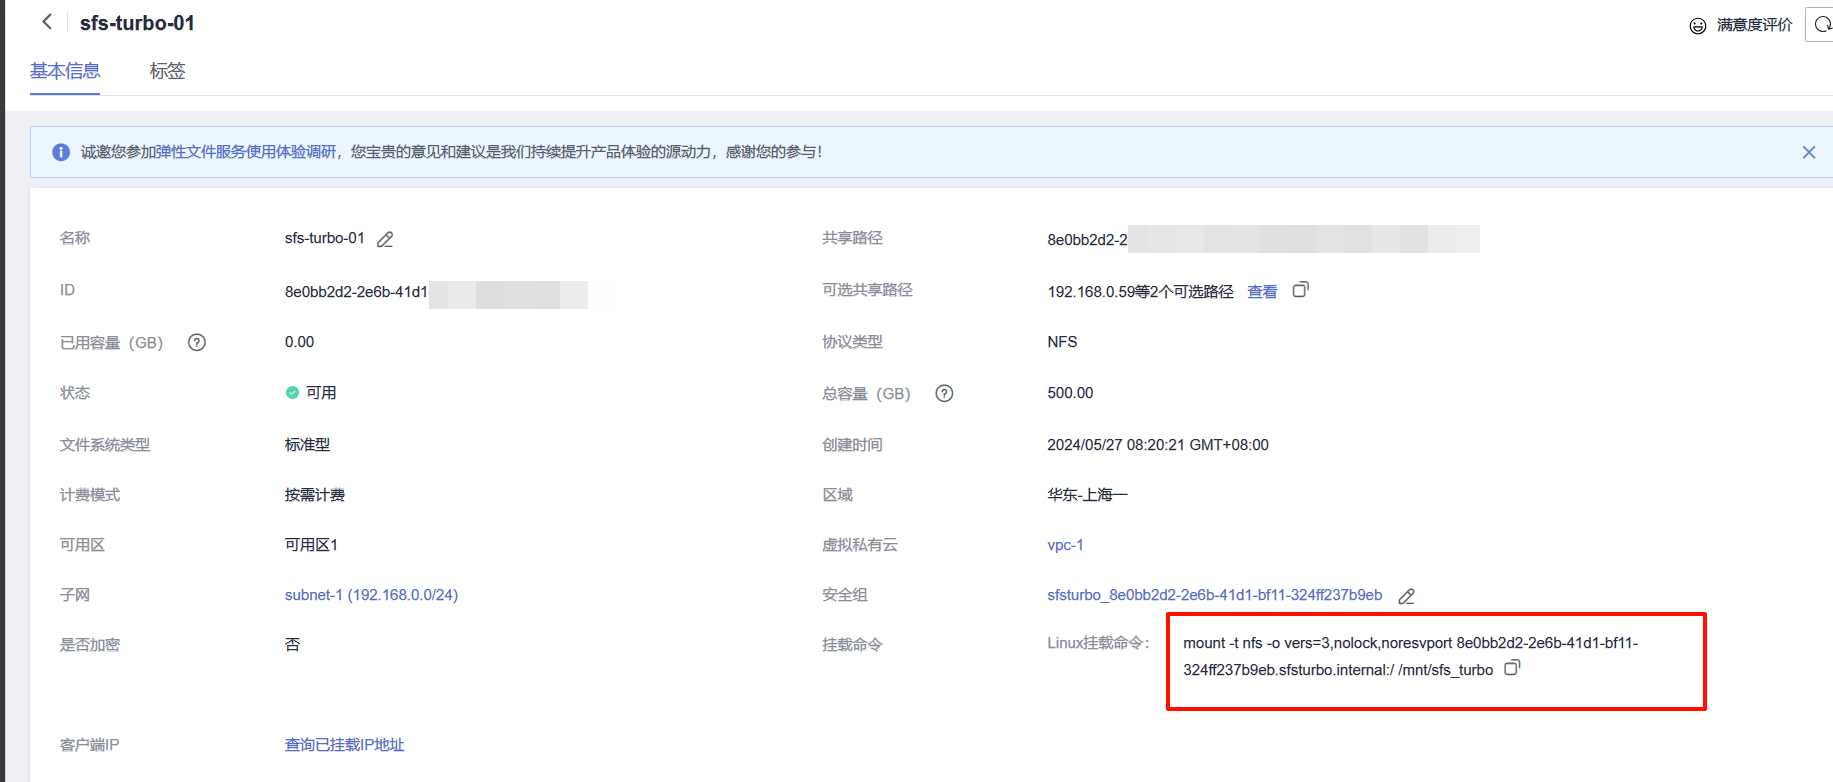 sfs-turbo-01
满意度评价
基本信息 标签
诚邀您参加弹性文件服务使用体验调研，您宝贵的意见和建议是我们持续提升产品体验的源动力，感谢您的参与！
名称 sfs-turbo-01 共享路径 8e0bb2d2-2
ID 8e0bb2d2-2e6b-41d1 可选共享路径 192.168.0.59等2个可选路径 查看
已用容量（GB） 0.00 协议类型 NFS
状态 可用 总容量（GB） 500.00
文件系统类型 标准型 创建时间 2024/05/27 08:20:21 GMT+08:00
计费模式 按需计费 区域 华东-上海一
可用区 可用区1 虚拟私有云 vpc-1
子网 subnet-1 (192.168.0.0/24) 安全组 sfsturbo_8e0bb2d2-2e6b-41d1-bf11-324ff237b9eb
是否加密 否 挂载命令 Linux挂载命令： mount -t nfs -o vers=3,nolock,noresvport 8e0bb2d2-2e6b-41d1-bf11-
324ff237b9eb.sfsturbo.internal:/ /mnt/sfs_turbo
客户端IP 查询已挂载IP地址